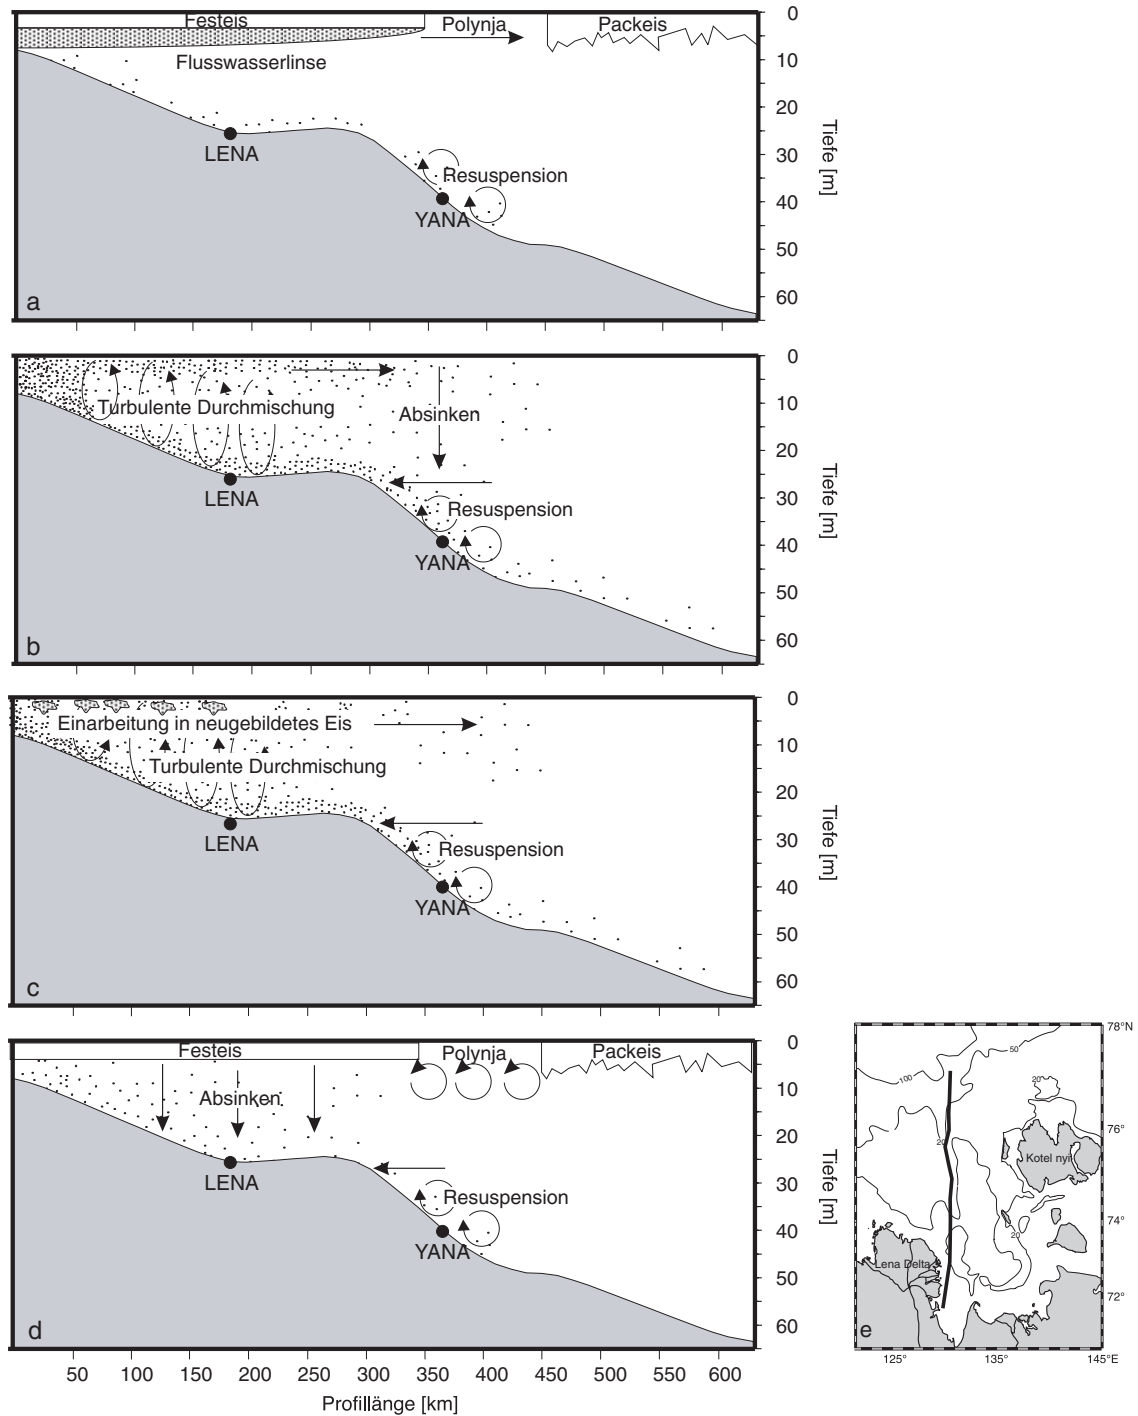 Festeis Polynja Packeis
Flusswasserlinse
LENA
Resuspension
YANA
a
0
10
20
30
40
50
60
Tiefe [m]
Turbulente Durchmischung
Absinken
LENA
Resuspension
YANA
b
0
10
20
30
40
50
60
Tiefe [m]
Einarbeitung in neugebildetes Eis
Turbulente Durchmischung
LENA
Resuspension
YANA
c
0
10
20
30
40
50
60
Tiefe [m]
Festeis Polynja Packeis
Absinken
LENA
Resuspension
YANA
d
0
10
20
30
40
50
60
Tiefe [m]
50 100 150 200 250 300 350 400 450 500 550 600
Profillänge [km]
78°N
50
100
20
76°
20
Kotel nyi
74°
20
Lena Delta
72°
e
125° 135° 145°E